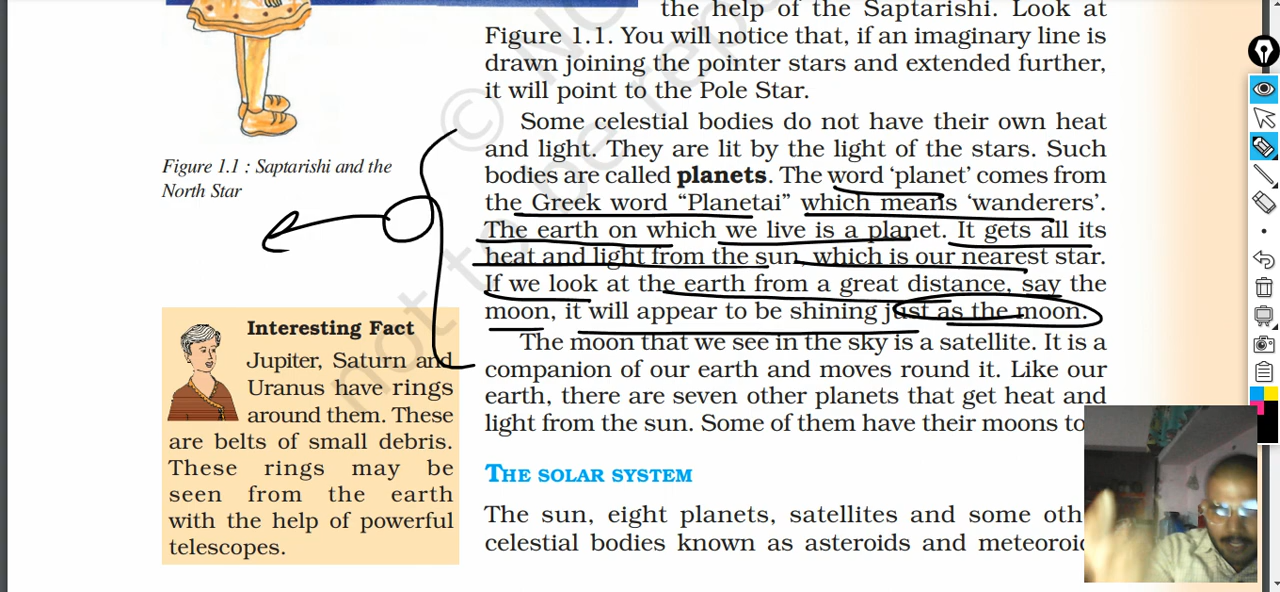 the help of the Saptarishi. Look at
Figure 1.1. You will notice that, if an imaginary line is
drawn joining the pointer stars and extended further,
it will point to the Pole Star.
Some celestial bodies do not have their own heat
and light. They are lit by the light of the stars. Such
bodies are called planets. The word ‘planet’ comes from
the Greek word “Planetai” which means ‘wanderers’.
The earth on which we live is a planet. It gets all its
heat and light from the sun, which is our nearest star.
If we look at the earth from a great distance, say the
moon, it will appear to be shining just as the moon.
The moon that we see in the sky is a satellite. It is a
companion of our earth and moves round it. Like our
earth, there are seven other planets that get heat and
light from the sun. Some of them have their moons to
THE SOLAR SYSTEM
The sun, eight planets, satellites and some oth
celestial bodies known as asteroids and meteoroi
Figure 1.1 : Saptarishi and the
North Star
Interesting Fact
Jupiter, Saturn and
Uranus have rings
around them. These
are belts of small debris.
These rings may be
seen from the earth
with the help of powerful
telescopes.
©
not to be rep